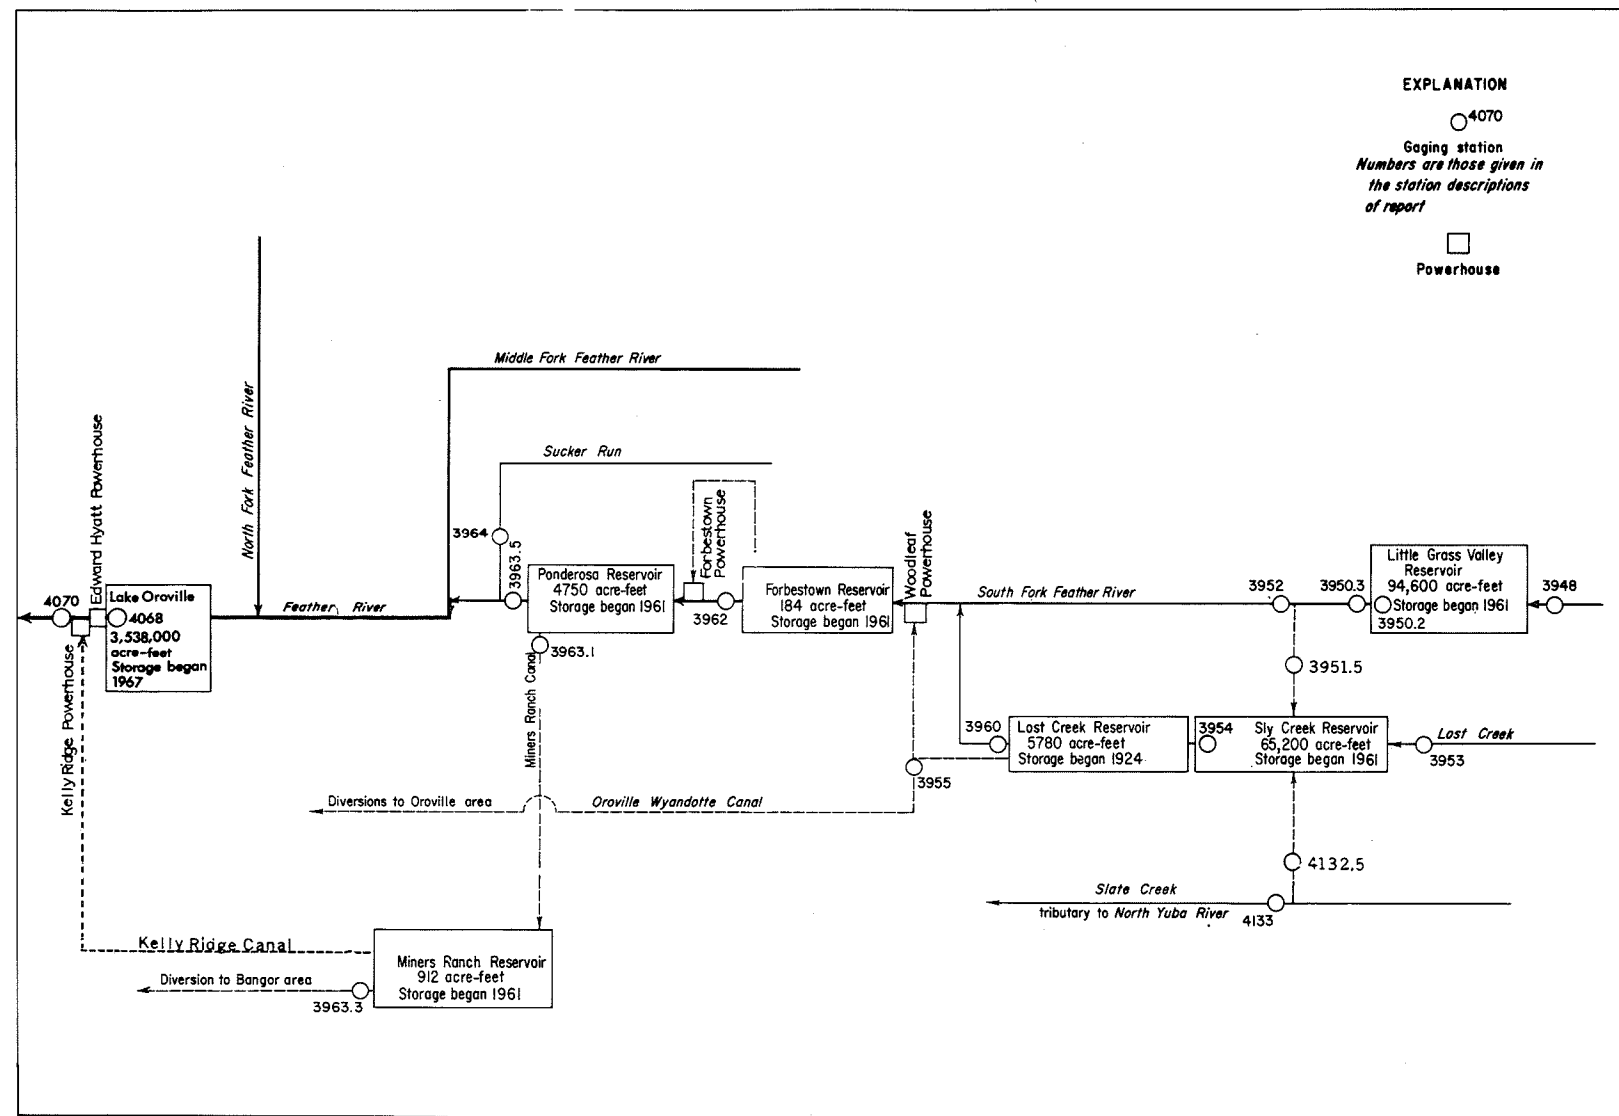 EXPLANATION
4070
Gaging station
Numbers are those given in
the station descriptions
of report
Powerhouse
Middle Fork Feather River
North Fork Feather River
Sucker Run
Edward Hyatt Powerhouse
3964
3963.5
Forbestown
Powerhouse
Woodleaf
Powerhouse
4070
Lake Oroville
4068
3,538,000
acre-feet
Storage began
1967
Feather River
Ponderosa Reservoir
4750 acre-feet
Storage began 1961
3962
Forbestown Reservoir
184 acre-feet
Storage began 1961
South Fork Feather River
3952
3950.3
Little Grass Valley
Reservoir
94,600 acre-feet
Storage began 1961
3950.2
3948
Kelly Ridge Powerhouse
3963.1
Miners Ranch Canal
3951.5
3960
Lost Creek Reservoir
5780 acre-feet
Storage began 1924
3954
Sly Creek Reservoir
65,200 acre-feet
Storage began 1961
Lost Creek
3953
3955
Diversions to Oroville area
Oroville Wyandotte Canal
4132.5
Slate Creek
tributary to North Yuba River
4133
Kelly Ridge Canal
Miners Ranch Reservoir
912 acre-feet
Storage began 1961
Diversion to Bangor area
3963.3